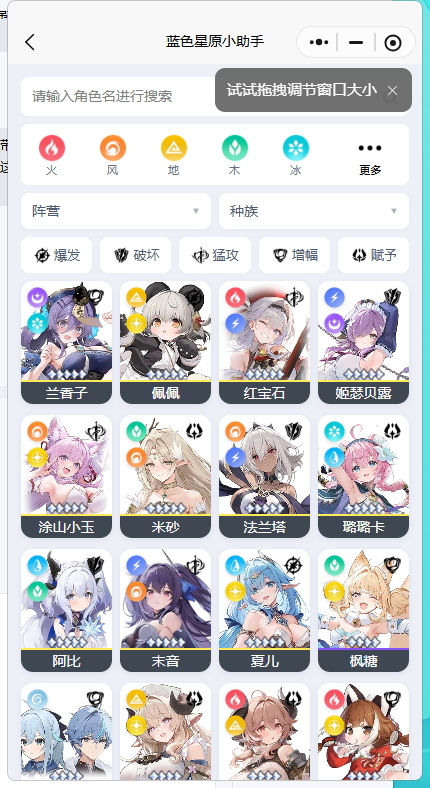 蓝色星原小助手
请输入角色名进行搜索
试试拖拽调节窗口大小
火 风 地 木 冰 更多
阵营 种族
爆发 破坏 猛攻 增幅 赋予
兰香子 佩佩 红宝石 姬瑟贝露
涂山小玉 米砂 法兰塔 璐璐卡
阿比 末音 夏儿 枫糖